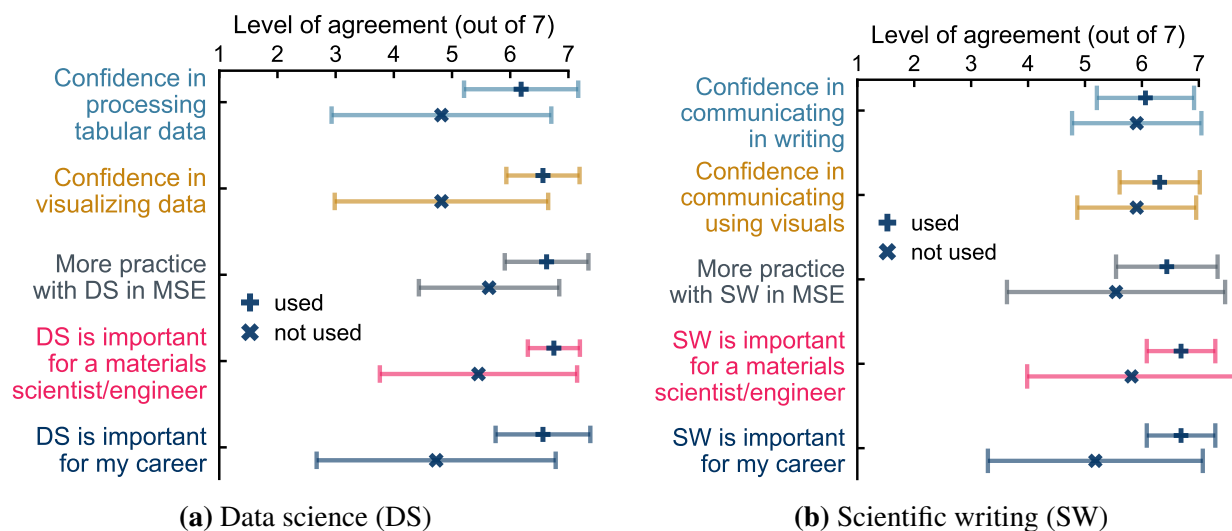 Level of agreement (out of 7)
1 2 3 4 5 6 7
Confidence in
processing
tabular data
Confidence in
visualizing data
More practice
with DS in MSE
DS is important
for a materials
scientist/engineer
DS is important
for my career
used
not used
(a) Data science (DS)
Level of agreement (out of 7)
1 2 3 4 5 6 7
Confidence in
communicating
in writing
Confidence in
communicating
using visuals
More practice
with SW in MSE
SW is important
for a materials
scientist/engineer
SW is important
for my career
used
not used
(b) Scientific writing (SW)